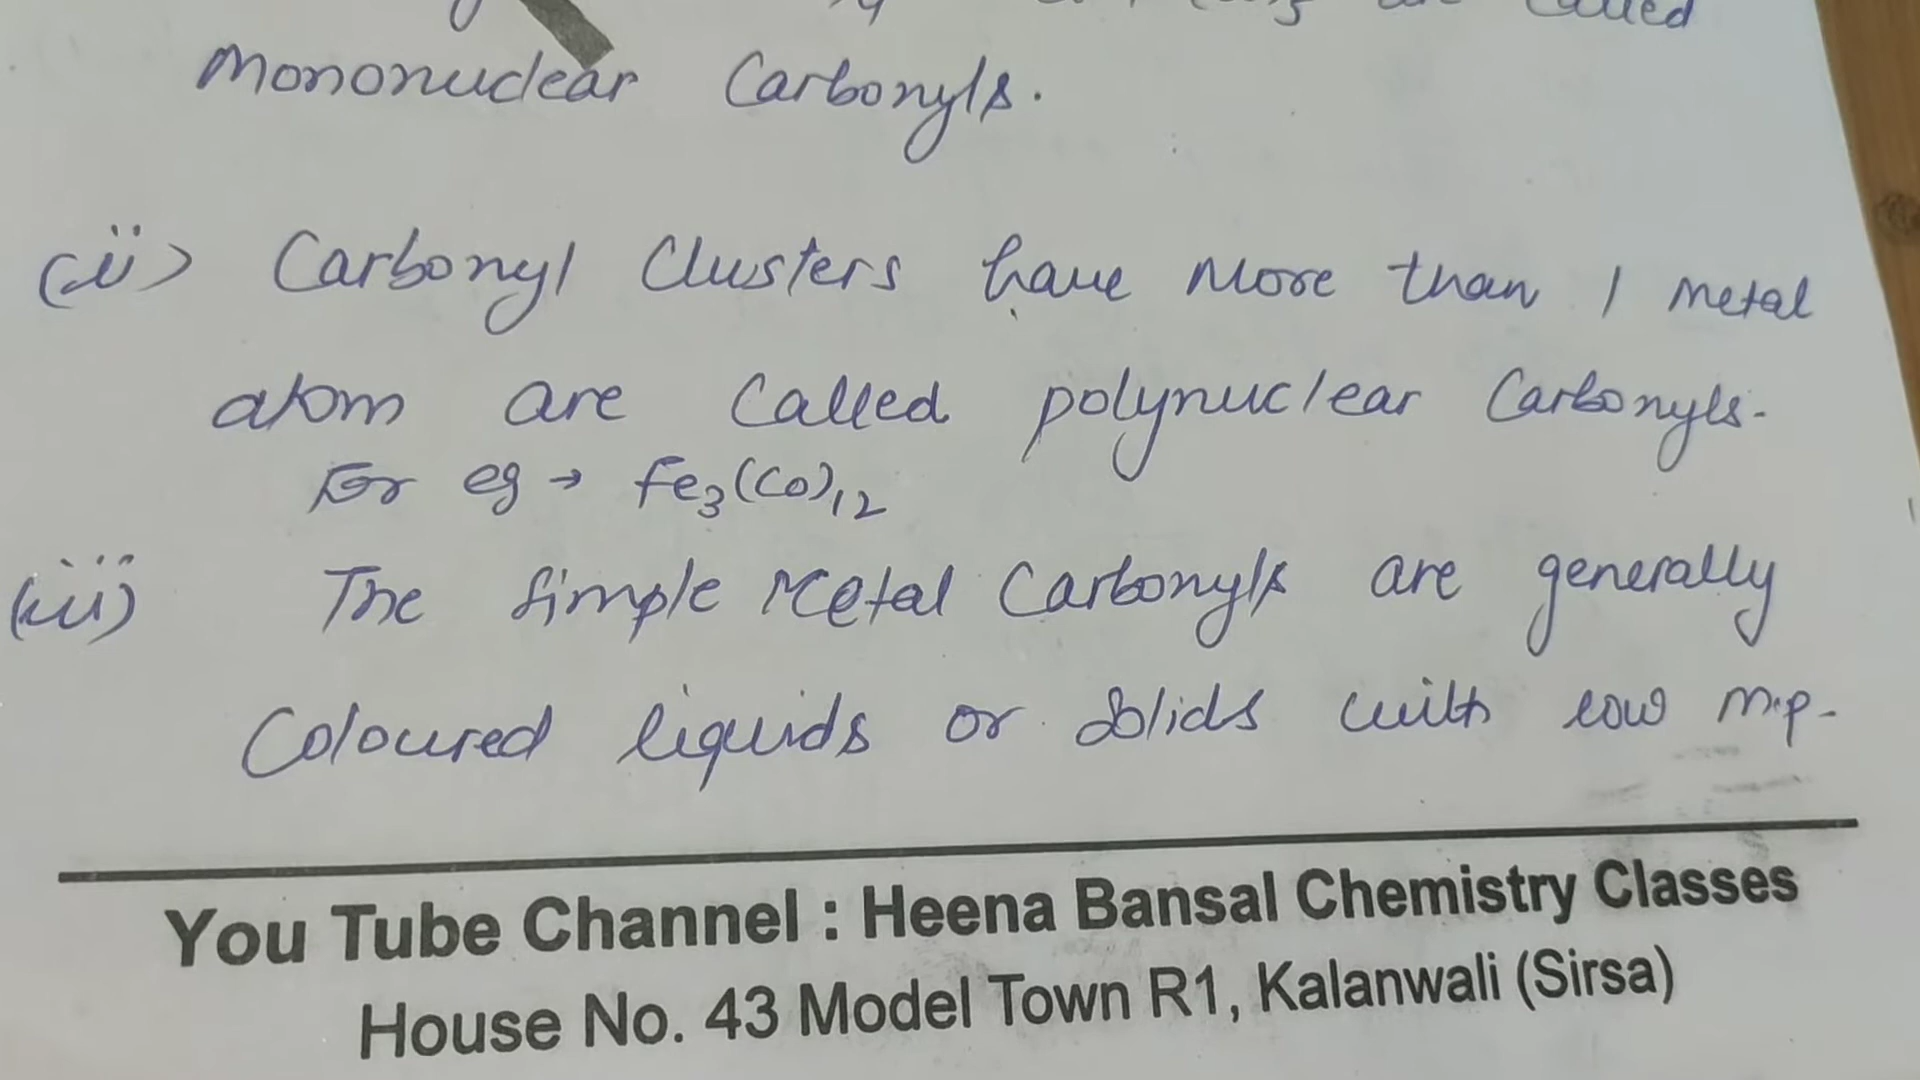 called
Mononuclear Carbonyls.
(ii) Carbonyl Clusters have More than 1 metal
atom are Called polynuclear Carbonyls.
For eg → Fe₃(Co)₁₂
(iii) The Simple Metal Carbonyls are generally
Coloured liquids or Solids with low m.p.
You Tube Channel : Heena Bansal Chemistry Classes
House No. 43 Model Town R1, Kalanwali (Sirsa)